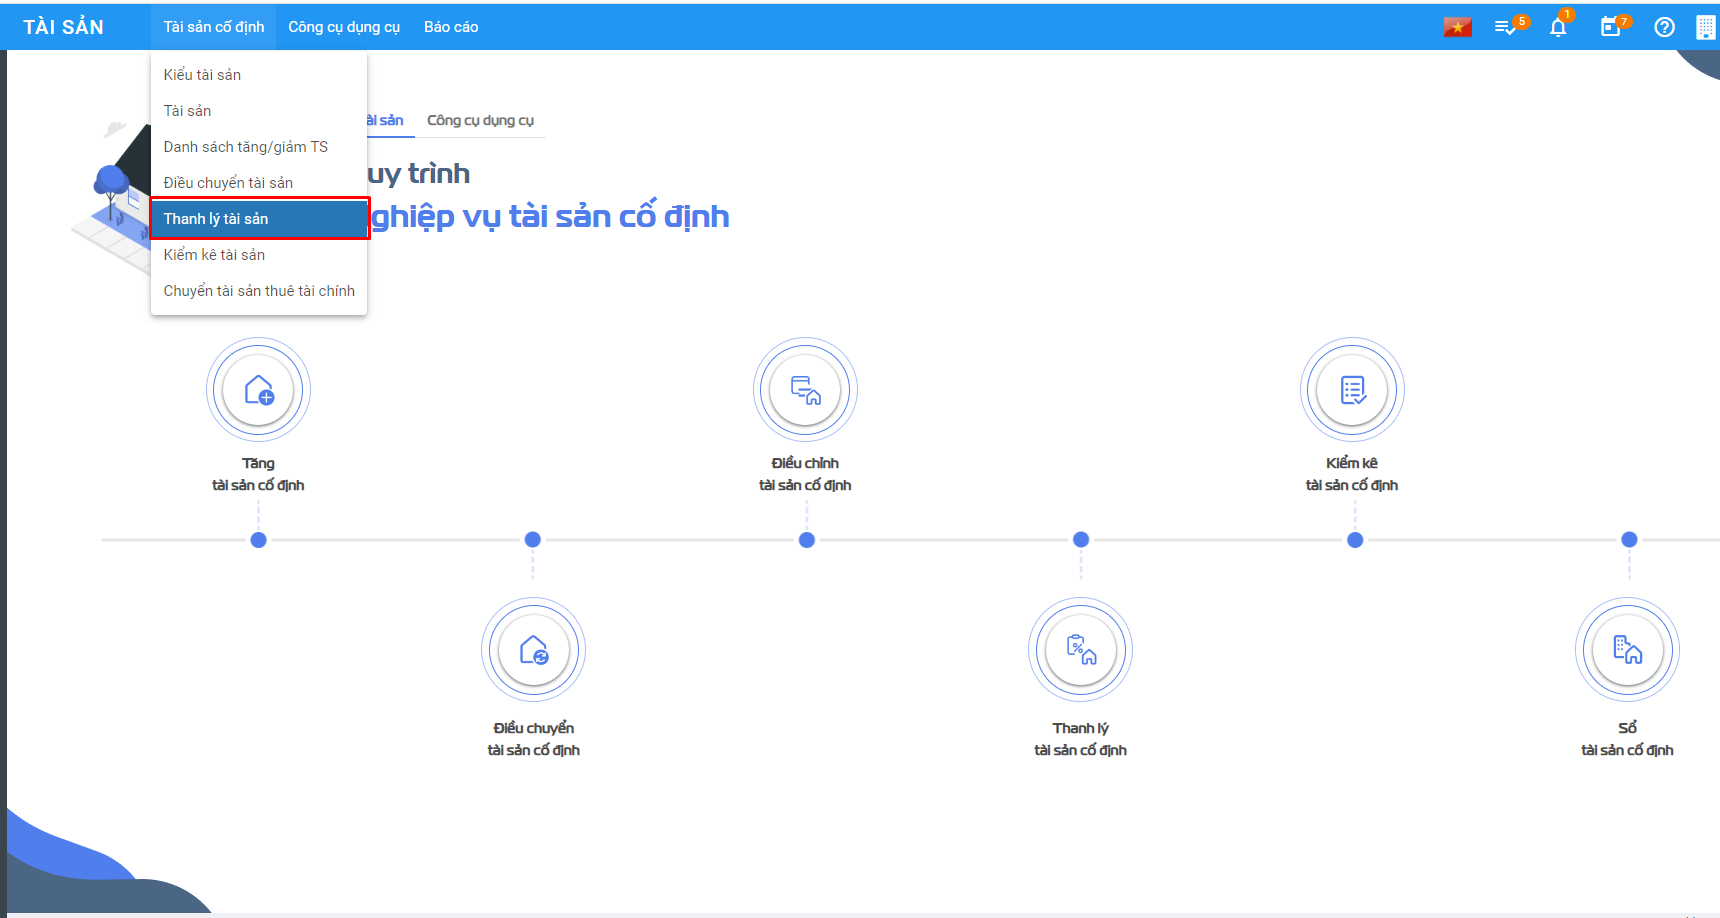 TÀI SẢN
Tài sản cố định
Công cụ dụng cụ
Báo cáo
5
1
7
Kiểu tài sản
Tài sản
Danh sách tăng/giảm TS
Điều chuyển tài sản
Thanh lý tài sản
Kiểm kê tài sản
Chuyển tài sản thuê tài chính
ài sản
Công cụ dụng cụ
uy trình
ghiệp vụ tài sản cố định
Tăng
tài sản cố định
Điều chỉnh
tài sản cố định
Kiểm kê
tài sản cố định
Điều chuyển
tài sản cố định
Thanh lý
tài sản cố định
Sổ
tài sản cố định